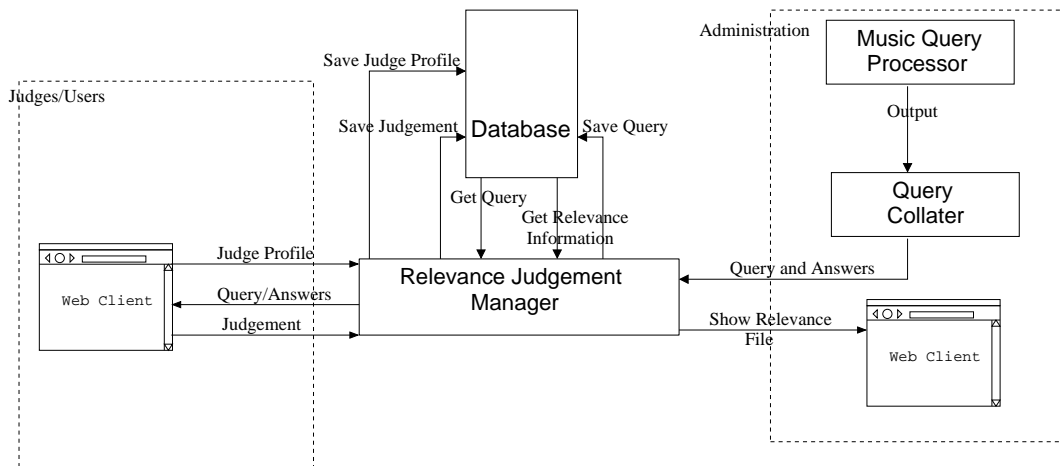 Administration
Music Query
Processor
Save Judge Profile
Judges/Users
Output
Save Judgement
Database
Save Query
Query
Collater
Get Query
Get Relevance
Information
Judge Profile
Relevance Judgement
Manager
Query and Answers
Web Client
Query/Answers
Judgement
Show Relevance
File
Web Client